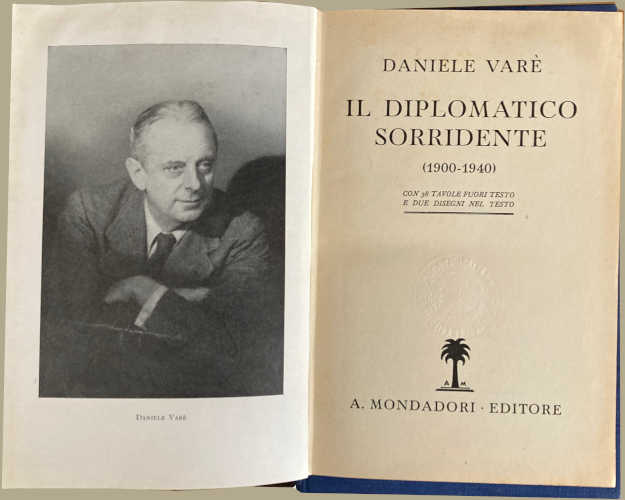 DANIELE VARÈ
DANIELE VARÈ
IL DIPLOMATICO
SORRIDENTE
(1900-1940)
CON 38 TAVOLE FUORI TESTO
E DUE DISEGNI NEL TESTO
A M
A. MONDADORI · EDITORE